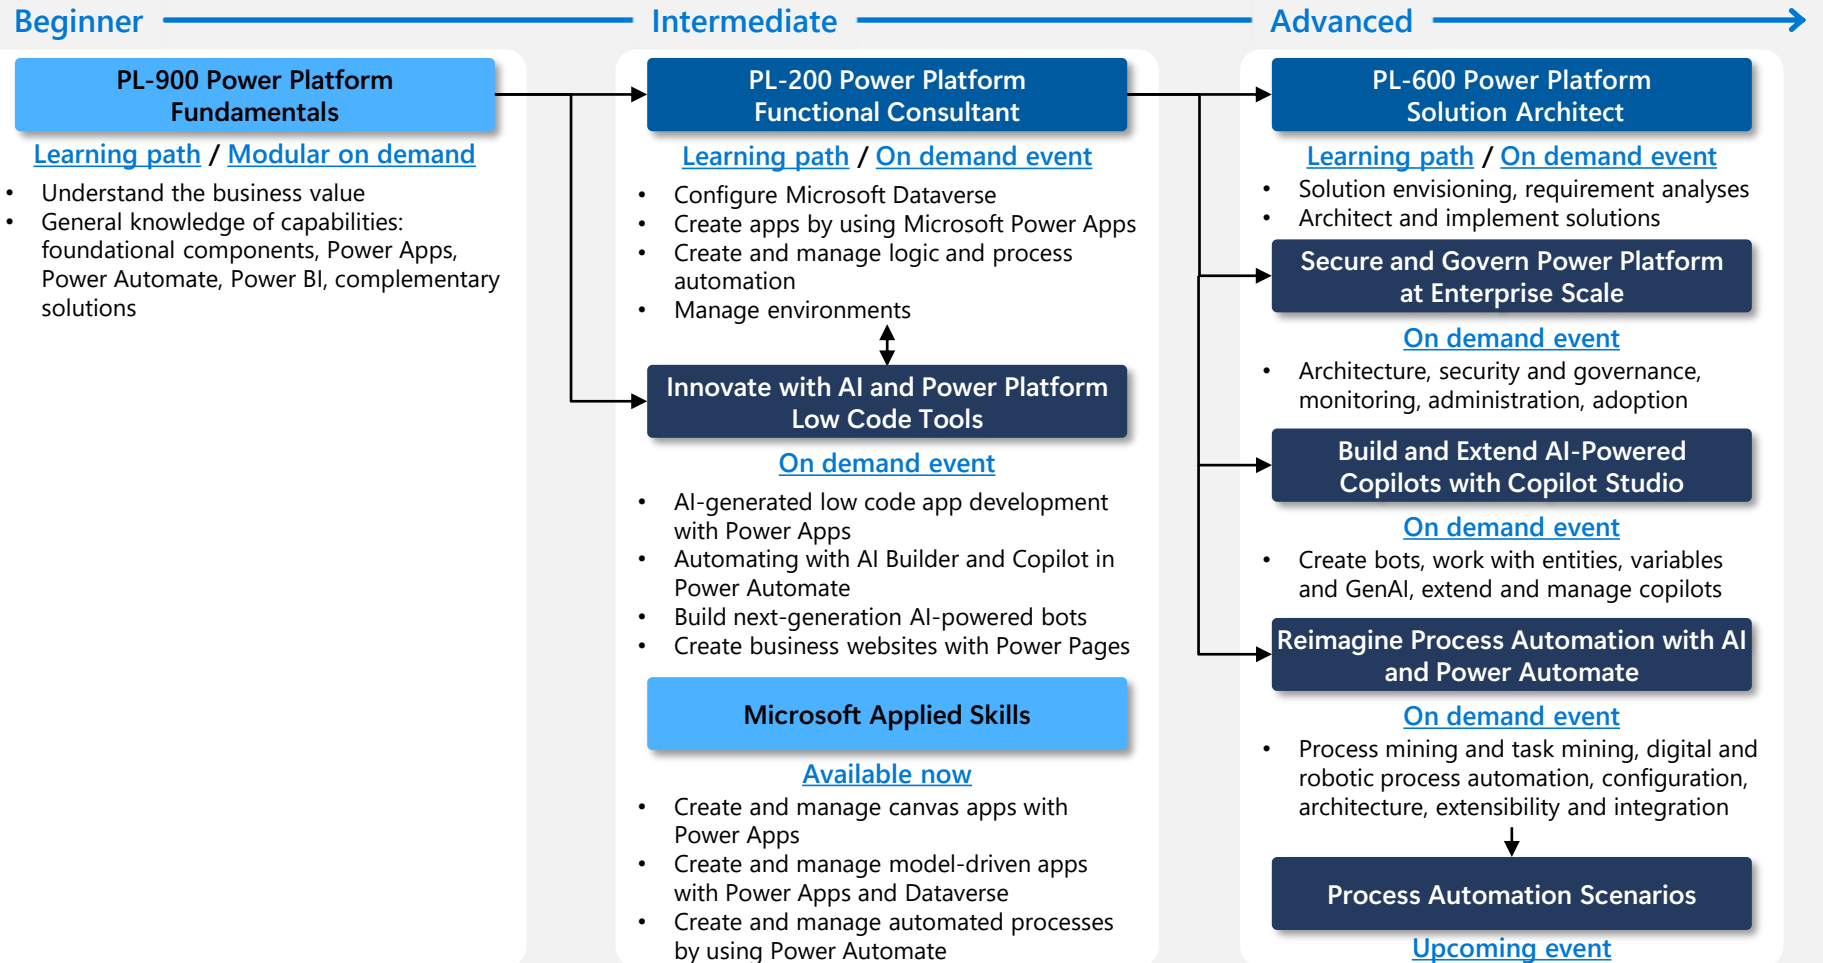 Beginner
Intermediate
Advanced
PL-900 Power Platform
Fundamentals
Learning path / Modular on demand
• Understand the business value
• General knowledge of capabilities:
foundational components, Power Apps,
Power Automate, Power BI, complementary
solutions
PL-200 Power Platform
Functional Consultant
Learning path / On demand event
• Configure Microsoft Dataverse
• Create apps by using Microsoft Power Apps
• Create and manage logic and process
automation
• Manage environments
Innovate with AI and Power Platform
Low Code Tools
On demand event
• AI-generated low code app development
with Power Apps
• Automating with AI Builder and Copilot in
Power Automate
• Build next-generation AI-powered bots
• Create business websites with Power Pages
Microsoft Applied Skills
Available now
• Create and manage canvas apps with
Power Apps
• Create and manage model-driven apps
with Power Apps and Dataverse
• Create and manage automated processes
by using Power Automate
PL-600 Power Platform
Solution Architect
Learning path / On demand event
• Solution envisioning, requirement analyses
• Architect and implement solutions
Secure and Govern Power Platform
at Enterprise Scale
On demand event
• Architecture, security and governance,
monitoring, administration, adoption
Build and Extend AI-Powered
Copilots with Copilot Studio
On demand event
• Create bots, work with entities, variables
and GenAI, extend and manage copilots
Reimagine Process Automation with AI
and Power Automate
On demand event
• Process mining and task mining, digital and
robotic process automation, configuration,
architecture, extensibility and integration
Process Automation Scenarios
Upcoming event